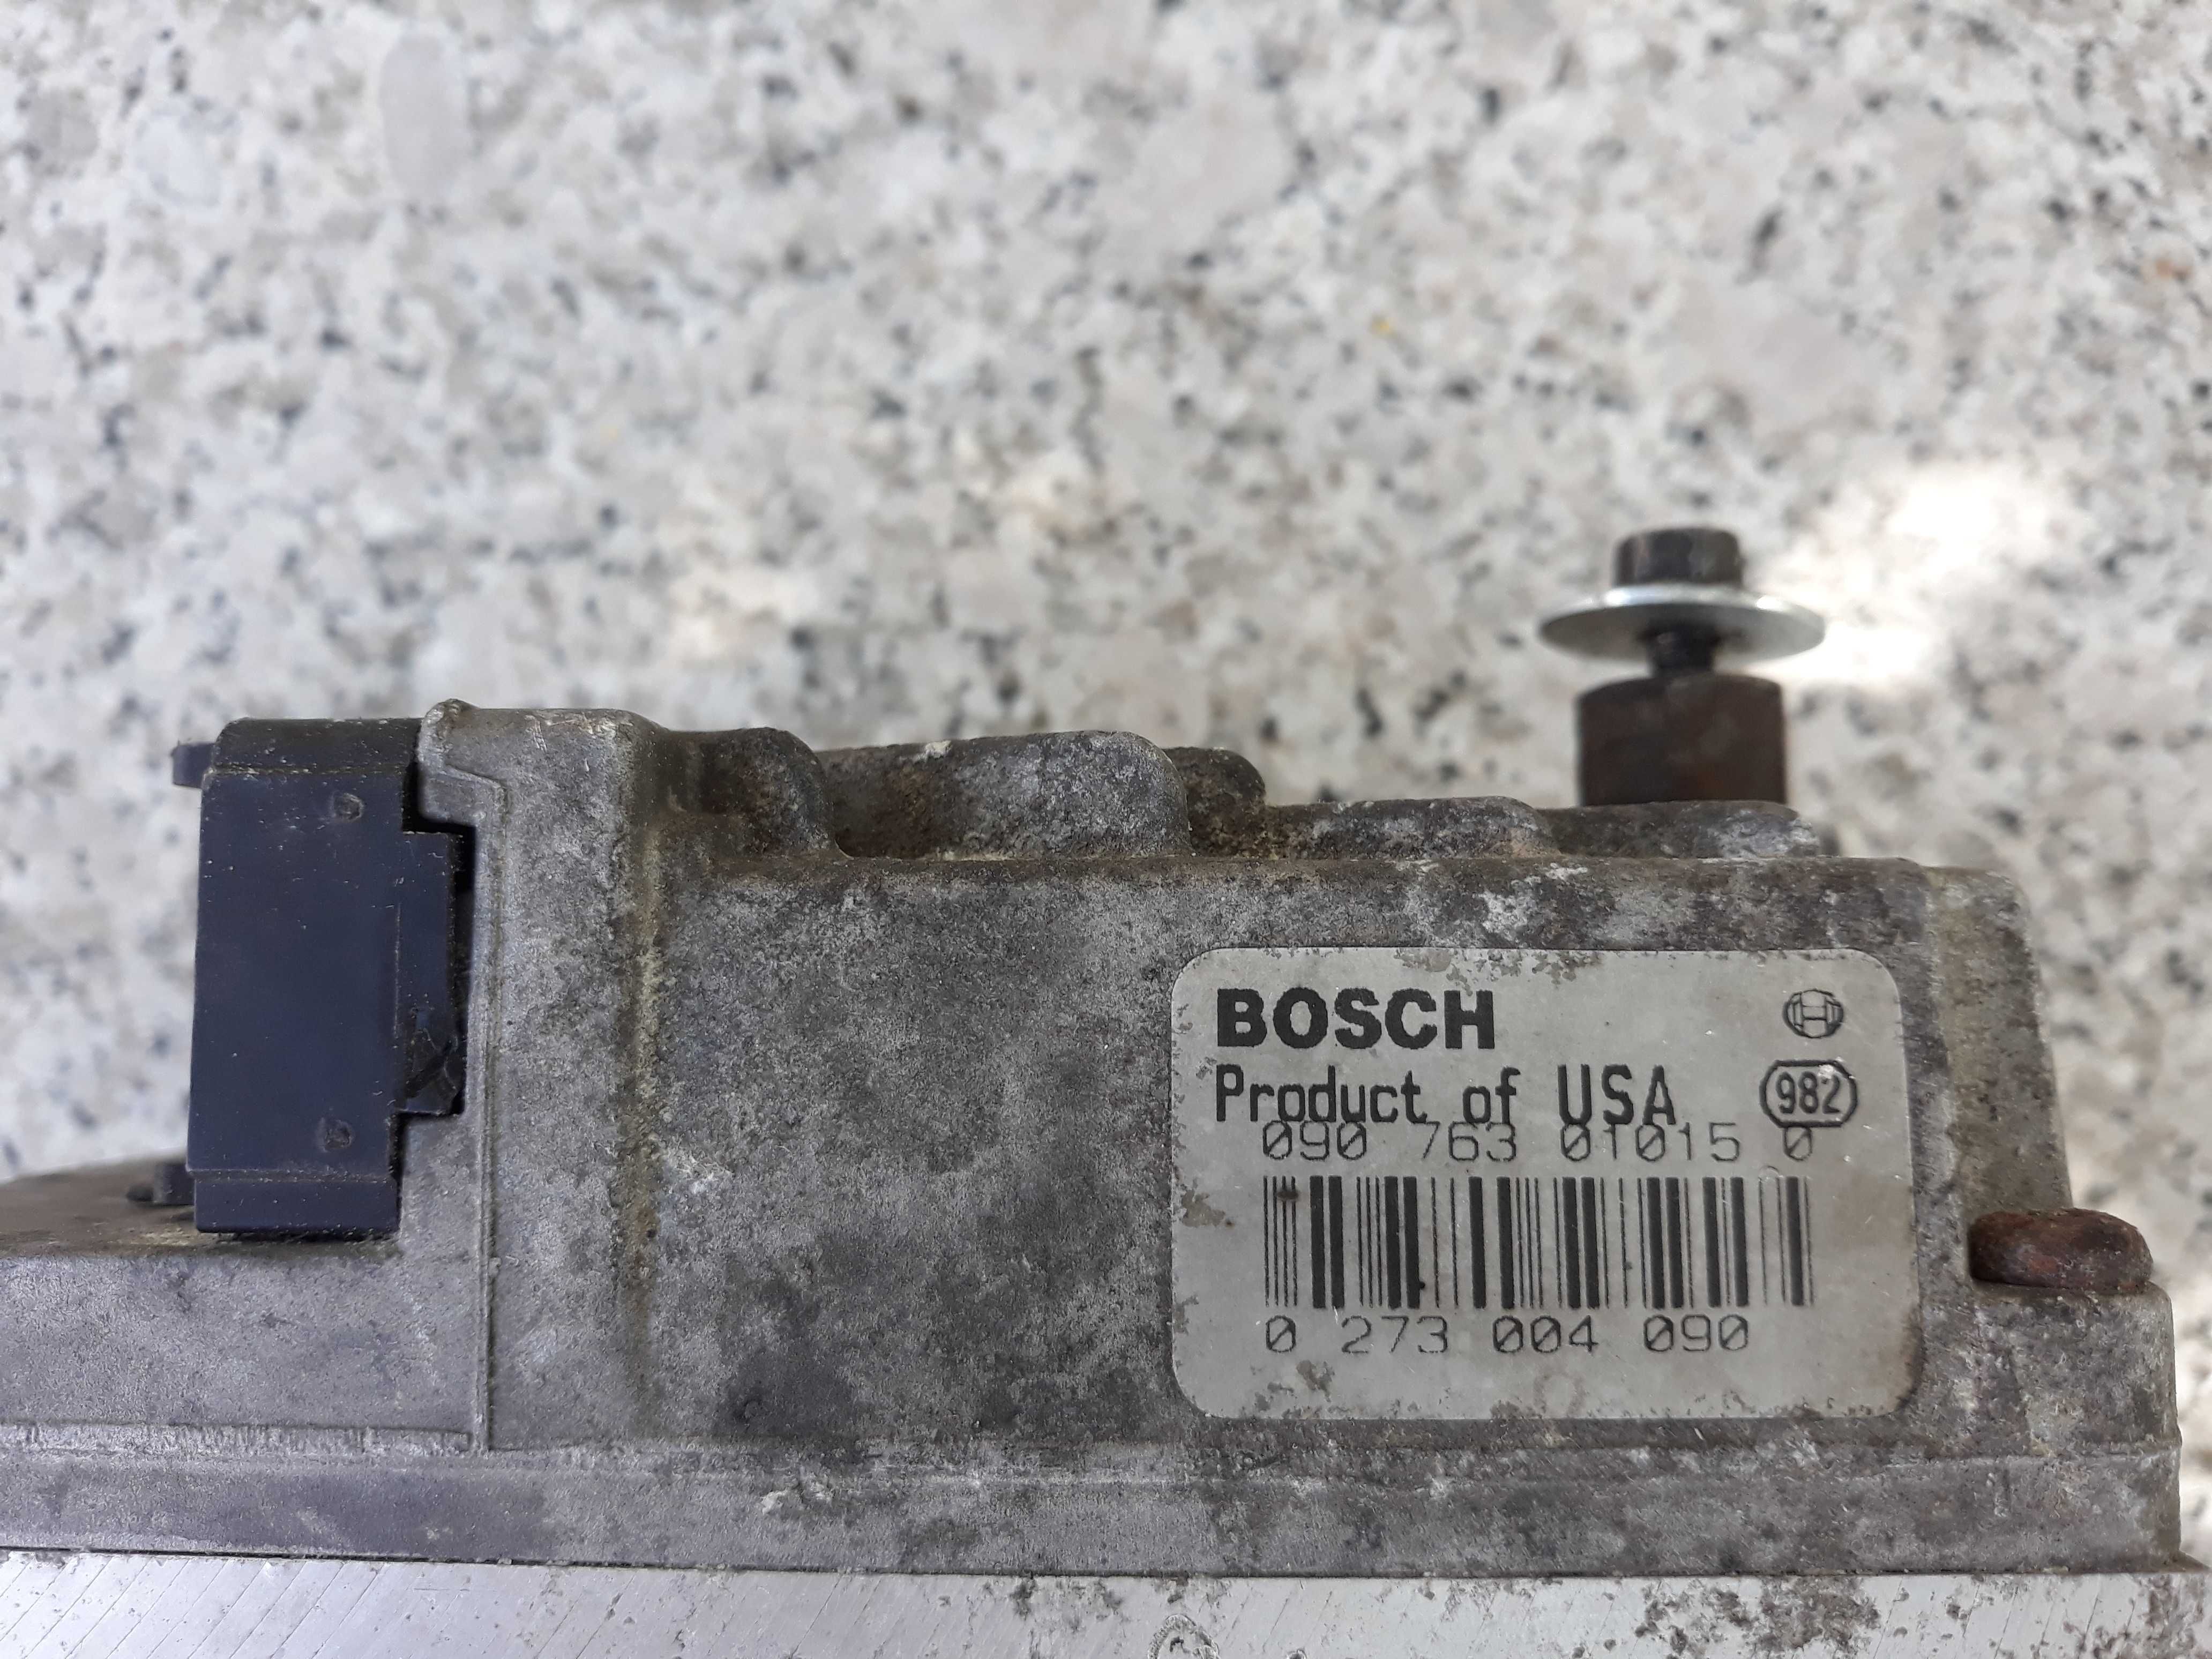 BOSCH
Product of USA 982
090 763 01015 0
0 273 004 090